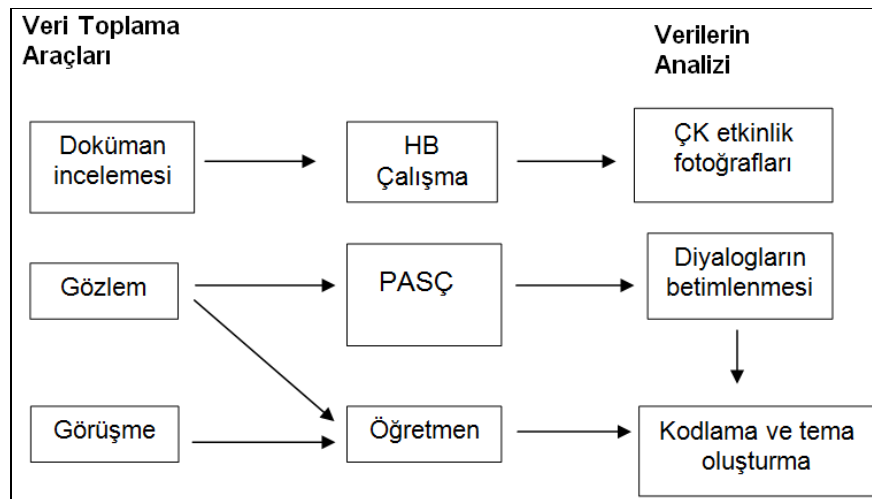 Veri Toplama
Araçları
Verilerin
Analizi
Doküman
incelemesi
HB
Çalışma
ÇK etkinlik
fotoğrafları
Gözlem
PASÇ
Diyalogların
betimlenmesi
Görüşme
Öğretmen
Kodlama ve tema
oluşturma